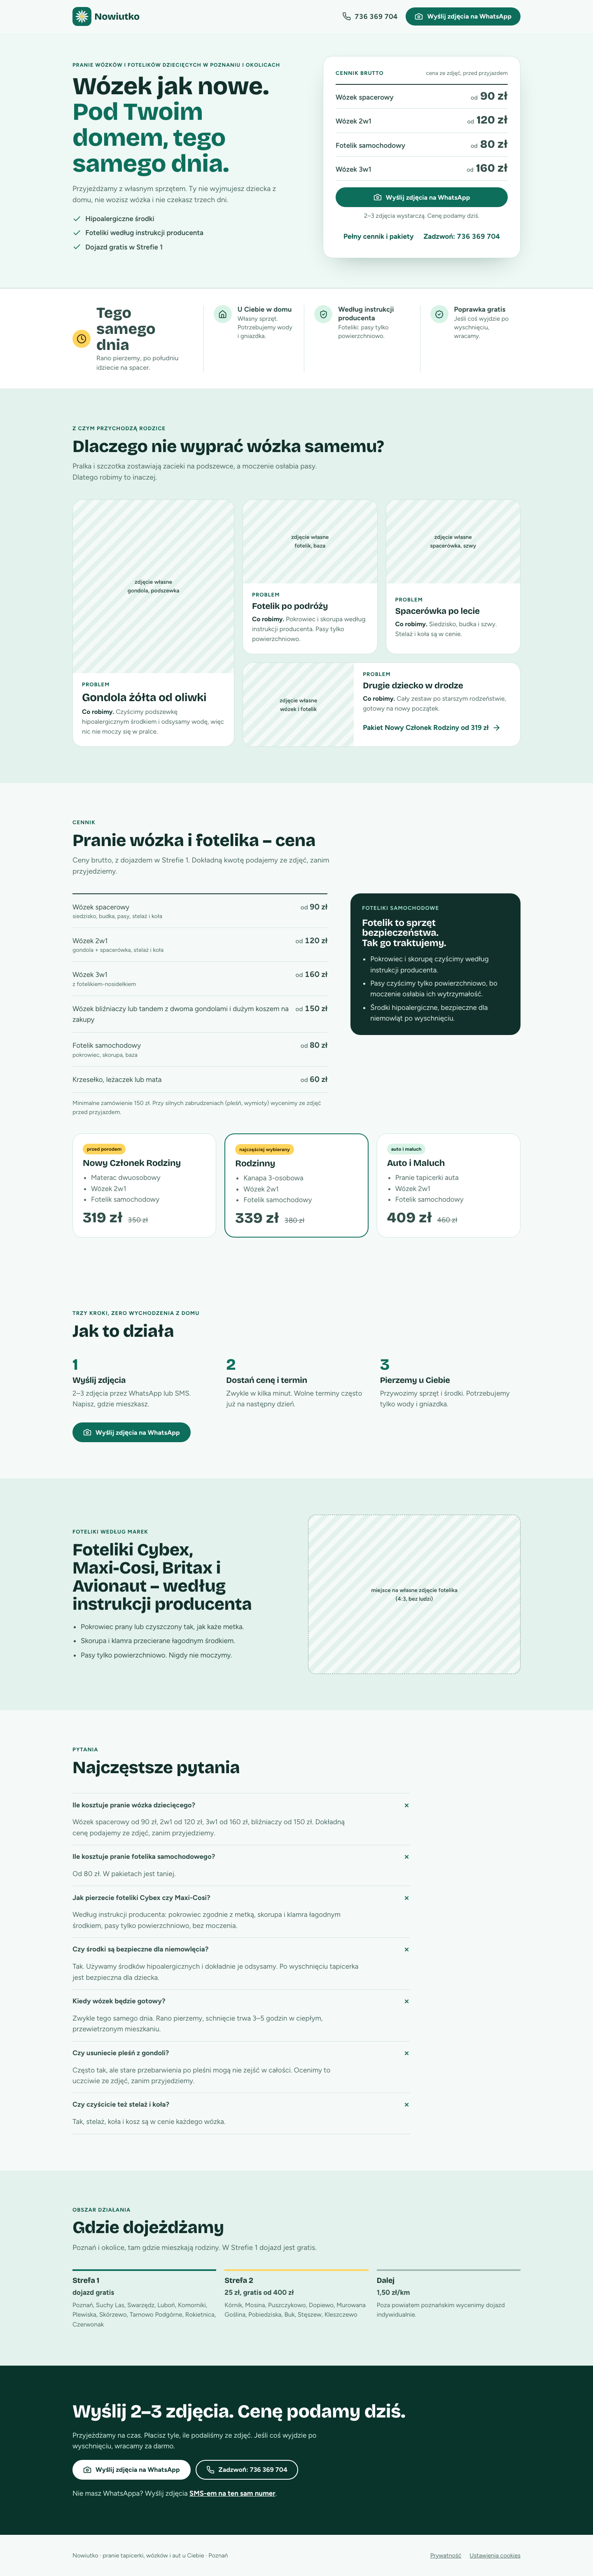 Nowiutko
736 369 704
Wyślij zdjęcia na WhatsApp
PRANIE WÓZKÓW I FOTELIKÓW DZIECIĘCYCH W POZNANIU I OKOLICACH
Wózek jak nowe.
Pod Twoim
domem, tego
samego dnia.
Przyjeżdżamy z własnym sprzętem. Ty nie wyjmujesz dziecka z
domu, nie wozisz wózka i nie czekasz trzech dni.
Hipoalergiczne środki
Foteliki według instrukcji producenta
Dojazd gratis w Strefie 1
CENNIK BRUTTO
cena ze zdjęć, przed przyjazdem
Wózek spacerowy
od 90 zł
Wózek 2w1
od 120 zł
Fotelik samochodowy
od 80 zł
Wózek 3w1
od 160 zł
Wyślij zdjęcia na WhatsApp
2–3 zdjęcia wystarczą. Cenę podamy dziś.
Pełny cennik i pakiety
Zadzwoń: 736 369 704
Tego
samego
dnia
Rano pierzemy, po południu
idziecie na spacer.
U Ciebie w domu
Własny sprzęt.
Potrzebujemy wody
i gniazdka.
Według instrukcji
producenta
Foteliki: pasy tylko
powierzchniowo.
Poprawka gratis
Jeśli coś wyjdzie po
wyschnięciu,
wracamy.
Z CZYM PRZYCHODZĄ RODZICE
Dlaczego nie wyprać wózka samemu?
Pralka i szczotka zostawiają zacieki na podszewce, a moczenie osłabia pasy.
Dlatego robimy to inaczej.
zdjęcie własne
gondola, podszewka
PROBLEM
Gondola żółta od oliwki
Co robimy. Czyścimy podszewkę
hipoalergicznym środkiem i odsysamy wodę, więc
nic nie moczy się w pralce.
zdjęcie własne
fotelik, baza
PROBLEM
Fotelik po podróży
Co robimy. Pokrowiec i skorupa według
instrukcji producenta. Pasy tylko
powierzchniowo.
zdjęcie własne
spacerówka, szwy
PROBLEM
Spacerówka po lecie
Co robimy. Siedzisko, budka i szwy.
Stelaż i koła są w cenie.
zdjęcie własne
wózek i fotelik
PROBLEM
Drugie dziecko w drodze
Co robimy. Cały zestaw po starszym rodzeństwie,
gotowy na nowy początek.
Pakiet Nowy Członek Rodziny od 319 zł
CENNIK
Pranie wózka i fotelika – cena
Ceny brutto, z dojazdem w Strefie 1. Dokładną kwotę podajemy ze zdjęć, zanim
przyjedziemy.
Wózek spacerowy
siedzisko, budka, pasy, stelaż i koła
od 90 zł
Wózek 2w1
gondola + spacerówka, stelaż i koła
od 120 zł
Wózek 3w1
z fotelikiem-nosidełkiem
od 160 zł
Wózek bliźniaczy lub tandem z dwoma gondolami i dużym koszem na
zakupy
od 150 zł
Fotelik samochodowy
pokrowiec, skorupa, baza
od 80 zł
Krzesełko, leżaczek lub mata
od 60 zł
Minimalne zamówienie 150 zł. Przy silnych zabrudzeniach (pleśń, wymioty) wycenimy ze zdjęć
przed przyjazdem.
FOTELIKI SAMOCHODOWE
Fotelik to sprzęt
bezpieczeństwa.
Tak go traktujemy.
Pokrowiec i skorupę czyścimy według
instrukcji producenta.
Pasy czyścimy tylko powierzchniowo, bo
moczenie osłabia ich wytrzymałość.
Środki hipoalergiczne, bezpieczne dla
niemowląt po wyschnięciu.
przed porodem
Nowy Członek Rodziny
Materac dwuosobowy
Wózek 2w1
Fotelik samochodowy
319 zł 350 zł
najczęściej wybierany
Rodzinny
Kanapa 3-osobowa
Wózek 2w1
Fotelik samochodowy
339 zł 380 zł
auto i maluch
Auto i Maluch
Pranie tapicerki auta
Wózek 2w1
Fotelik samochodowy
409 zł 460 zł
TRZY KROKI, ZERO WYCHODZENIA Z DOMU
Jak to działa
1
Wyślij zdjęcia
2–3 zdjęcia przez WhatsApp lub SMS.
Napisz, gdzie mieszkasz.
2
Dostań cenę i termin
Zwykle w kilka minut. Wolne terminy często
już na następny dzień.
3
Pierzemy u Ciebie
Przywozimy sprzęt i środki. Potrzebujemy
tylko wody i gniazdka.
Wyślij zdjęcia na WhatsApp
FOTELIKI WEDŁUG MAREK
Foteliki Cybex,
Maxi-Cosi, Britax i
Avionaut – według
instrukcji producenta
Pokrowiec prany lub czyszczony tak, jak każe metka.
Skorupa i klamra przecierane łagodnym środkiem.
Pasy tylko powierzchniowo. Nigdy nie moczymy.
miejsce na własne zdjęcie fotelika
(4:3, bez ludzi)
PYTANIA
Najczęstsze pytania
Ile kosztuje pranie wózka dziecięcego?
Wózek spacerowy od 90 zł, 2w1 od 120 zł, 3w1 od 160 zł, bliźniaczy od 150 zł. Dokładną
cenę podajemy ze zdjęć, zanim przyjedziemy.
Ile kosztuje pranie fotelika samochodowego?
Od 80 zł. W pakietach jest taniej.
Jak pierzecie foteliki Cybex czy Maxi-Cosi?
Według instrukcji producenta: pokrowiec zgodnie z metką, skorupa i klamra łagodnym
środkiem, pasy tylko powierzchniowo, bez moczenia.
Czy środki są bezpieczne dla niemowlęcia?
Tak. Używamy środków hipoalergicznych i dokładnie je odsysamy. Po wyschnięciu tapicerka
jest bezpieczna dla dziecka.
Kiedy wózek będzie gotowy?
Zwykle tego samego dnia. Rano pierzemy, schnięcie trwa 3–5 godzin w ciepłym,
przewietrzonym mieszkaniu.
Czy usuniecie pleśń z gondoli?
Często tak, ale stare przebarwienia po pleśni mogą nie zejść w całości. Ocenimy to
uczciwie ze zdjęć, zanim przyjedziemy.
Czy czyścicie też stelaż i koła?
Tak, stelaż, koła i kosz są w cenie każdego wózka.
OBSZAR DZIAŁANIA
Gdzie dojeżdżamy
Poznań i okolice, tam gdzie mieszkają rodziny. W Strefie 1 dojazd jest gratis.
Strefa 1
dojazd gratis
Poznań, Suchy Las, Swarzędz, Luboń, Komorniki,
Plewiska, Skórzewo, Tarnowo Podgórne, Rokietnica,
Czerwonak
Strefa 2
25 zł, gratis od 400 zł
Kórnik, Mosina, Puszczykowo, Dopiewo, Murowana
Goślina, Pobiedziska, Buk, Stęszew, Kleszczewo
Dalej
1,50 zł/km
Poza powiatem poznańskim wycenimy dojazd
indywidualnie.
Wyślij 2–3 zdjęcia. Cenę podamy dziś.
Przyjeżdżamy na czas. Płacisz tyle, ile podaliśmy ze zdjęć. Jeśli coś wyjdzie po
wyschnięciu, wracamy za darmo.
Wyślij zdjęcia na WhatsApp
Zadzwoń: 736 369 704
Nie masz WhatsAppa? Wyślij zdjęcia SMS-em na ten sam numer.
Nowiutko · pranie tapicerki, wózków i aut u Ciebie · Poznań
Prywatność
Ustawienia cookies